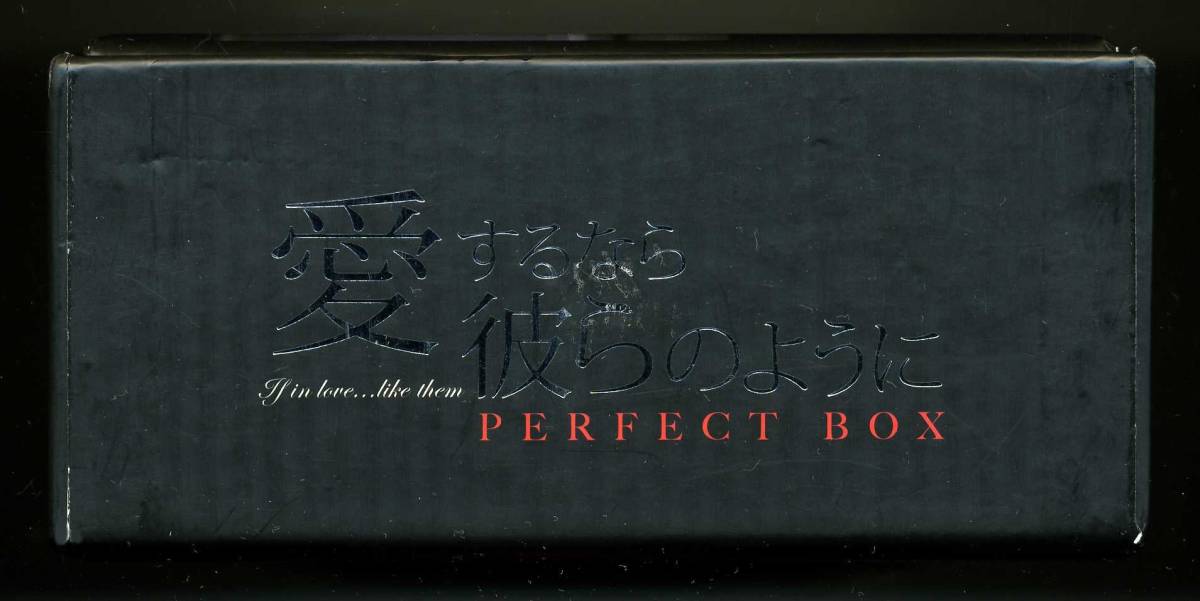 愛するなら
彼らのように
If in love...like them
PERFECT BOX